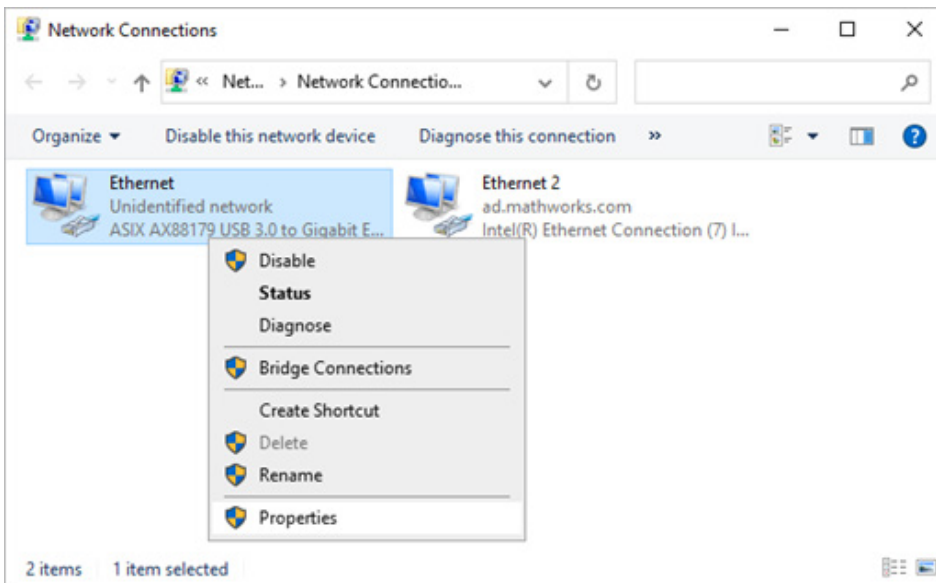 Network Connections
« Net... › Network Connectio...
Organize Disable this network device Diagnose this connection »
Ethernet
Unidentified network
ASIX AX88179 USB 3.0 to Gigabit E...
Ethernet 2
ad.mathworks.com
Intel(R) Ethernet Connection (7) I...
Disable
Status
Diagnose
Bridge Connections
Create Shortcut
Delete
Rename
Properties
2 items 1 item selected